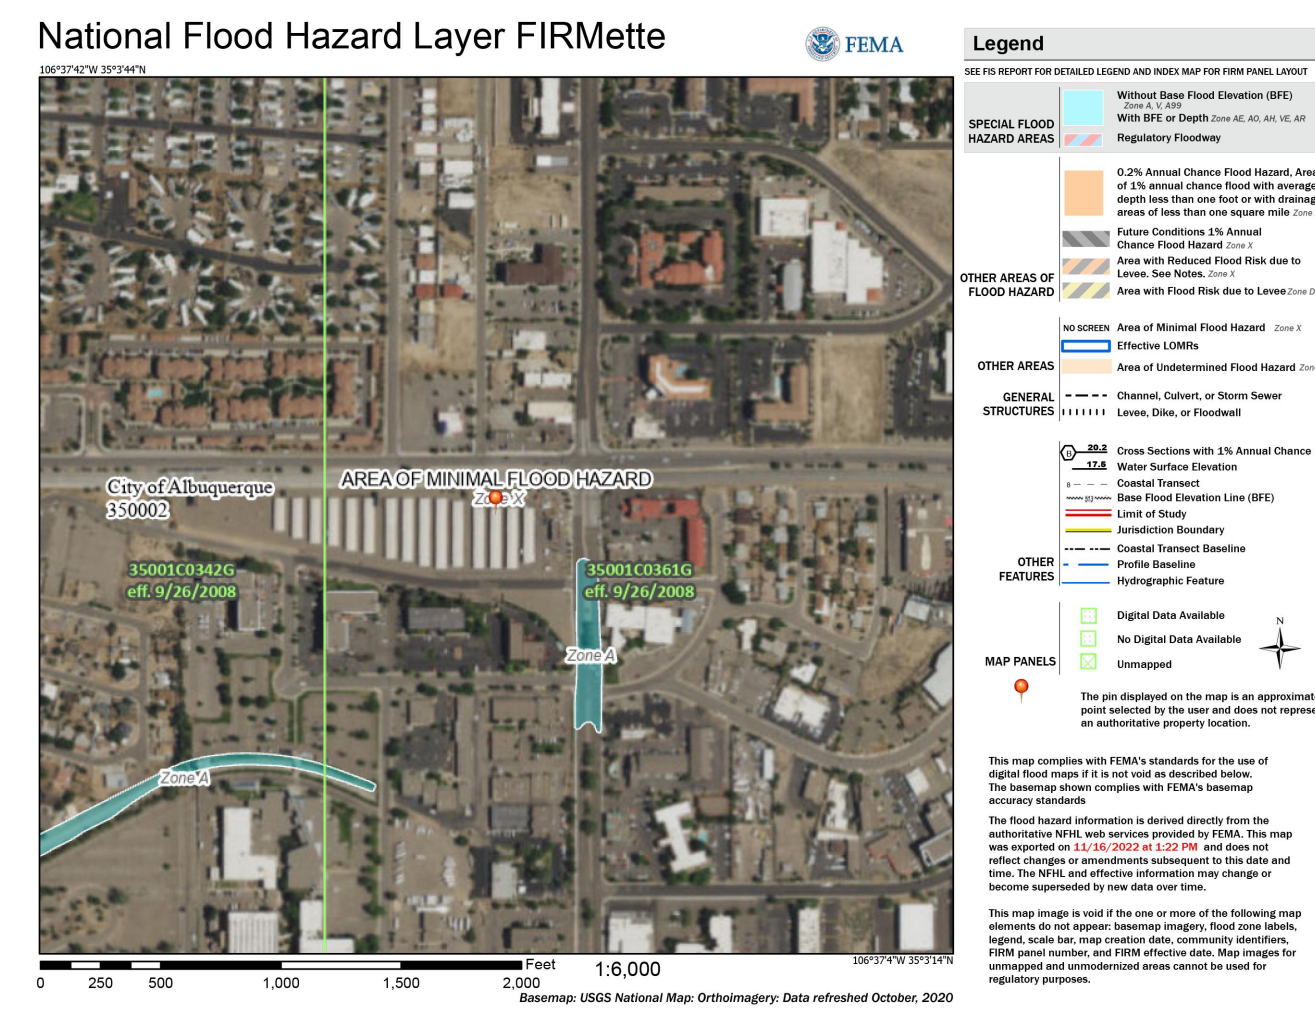 National Flood Hazard Layer FIRMette
FEMA
106°37'42"W 35°3'44"N
AREA OF MINIMAL FLOOD HAZARD
Zone X
City of Albuquerque
350002
35001C0342G
eff. 9/26/2008
35001C0361G
eff. 9/26/2008
Zone A
Zone A
Feet
0 250 500 1,000 1,500 2,000
1:6,000
106°37'4"W 35°3'14"N
Basemap: USGS National Map: Orthoimagery: Data refreshed October, 2020
Legend
SEE FIS REPORT FOR DETAILED LEGEND AND INDEX MAP FOR FIRM PANEL LAYOUT
SPECIAL FLOOD
HAZARD AREAS
Without Base Flood Elevation (BFE)
Zone A, V, A99
With BFE or Depth Zone AE, AO, AH, VE, AR
Regulatory Floodway
OTHER AREAS OF
FLOOD HAZARD
0.2% Annual Chance Flood Hazard, Area
of 1% annual chance flood with average
depth less than one foot or with drainag
areas of less than one square mile Zone
Future Conditions 1% Annual
Chance Flood Hazard Zone X
Area with Reduced Flood Risk due to
Levee. See Notes. Zone X
Area with Flood Risk due to Levee Zone D
OTHER AREAS
NO SCREEN Area of Minimal Flood Hazard Zone X
Effective LOMRs
Area of Undetermined Flood Hazard Zon
GENERAL
STRUCTURES
Channel, Culvert, or Storm Sewer
Levee, Dike, or Floodwall
OTHER
FEATURES
B 20.2 Cross Sections with 1% Annual Chance
17.5 Water Surface Elevation
8 Coastal Transect
513 Base Flood Elevation Line (BFE)
Limit of Study
Jurisdiction Boundary
Coastal Transect Baseline
Profile Baseline
Hydrographic Feature
MAP PANELS
Digital Data Available
No Digital Data Available
Unmapped
N
The pin displayed on the map is an approximat
point selected by the user and does not represe
an authoritative property location.
This map complies with FEMA's standards for the use of
digital flood maps if it is not void as described below.
The basemap shown complies with FEMA's basemap
accuracy standards
The flood hazard information is derived directly from the
authoritative NFHL web services provided by FEMA. This map
was exported on 11/16/2022 at 1:22 PM and does not
reflect changes or amendments subsequent to this date and
time. The NFHL and effective information may change or
become superseded by new data over time.
This map image is void if the one or more of the following map
elements do not appear: basemap imagery, flood zone labels,
legend, scale bar, map creation date, community identifiers,
FIRM panel number, and FIRM effective date. Map images for
unmapped and unmodernized areas cannot be used for
regulatory purposes.